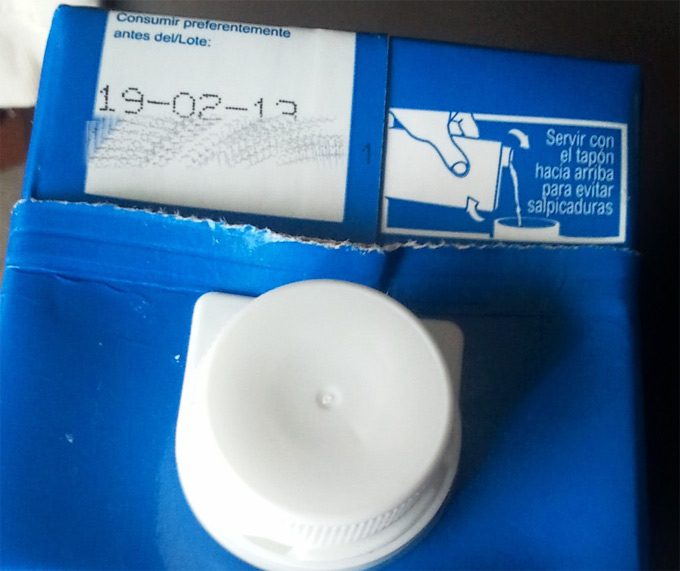 Consumir preferentemente
antes del/Lote:
19-02-13
1
Servir con
el tapón
hacia arriba
para evitar
salpicaduras